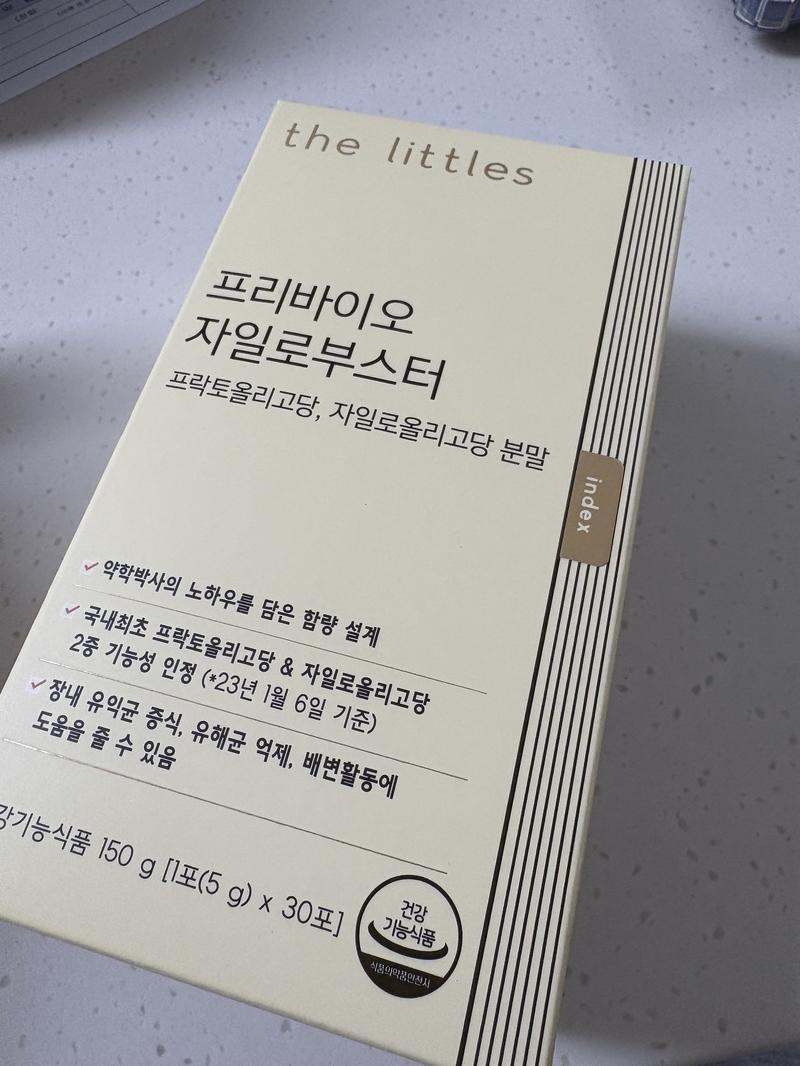 the littles
프리바이오
자일로부스터
프락토올리고당, 자일로올리고당 분말
index
약학박사의 노하우를 담은 함량 설계
국내최초 프락토올리고당 & 자일로올리고당
2중 기능성 인정 (*23년 1월 6일 기준)
장내 유익균 증식, 유해균 억제, 배변활동에
도움을 줄 수 있음
강기능식품 150 g [1포(5 g) x 30포]
건강
기능식품
식품의약품안전처